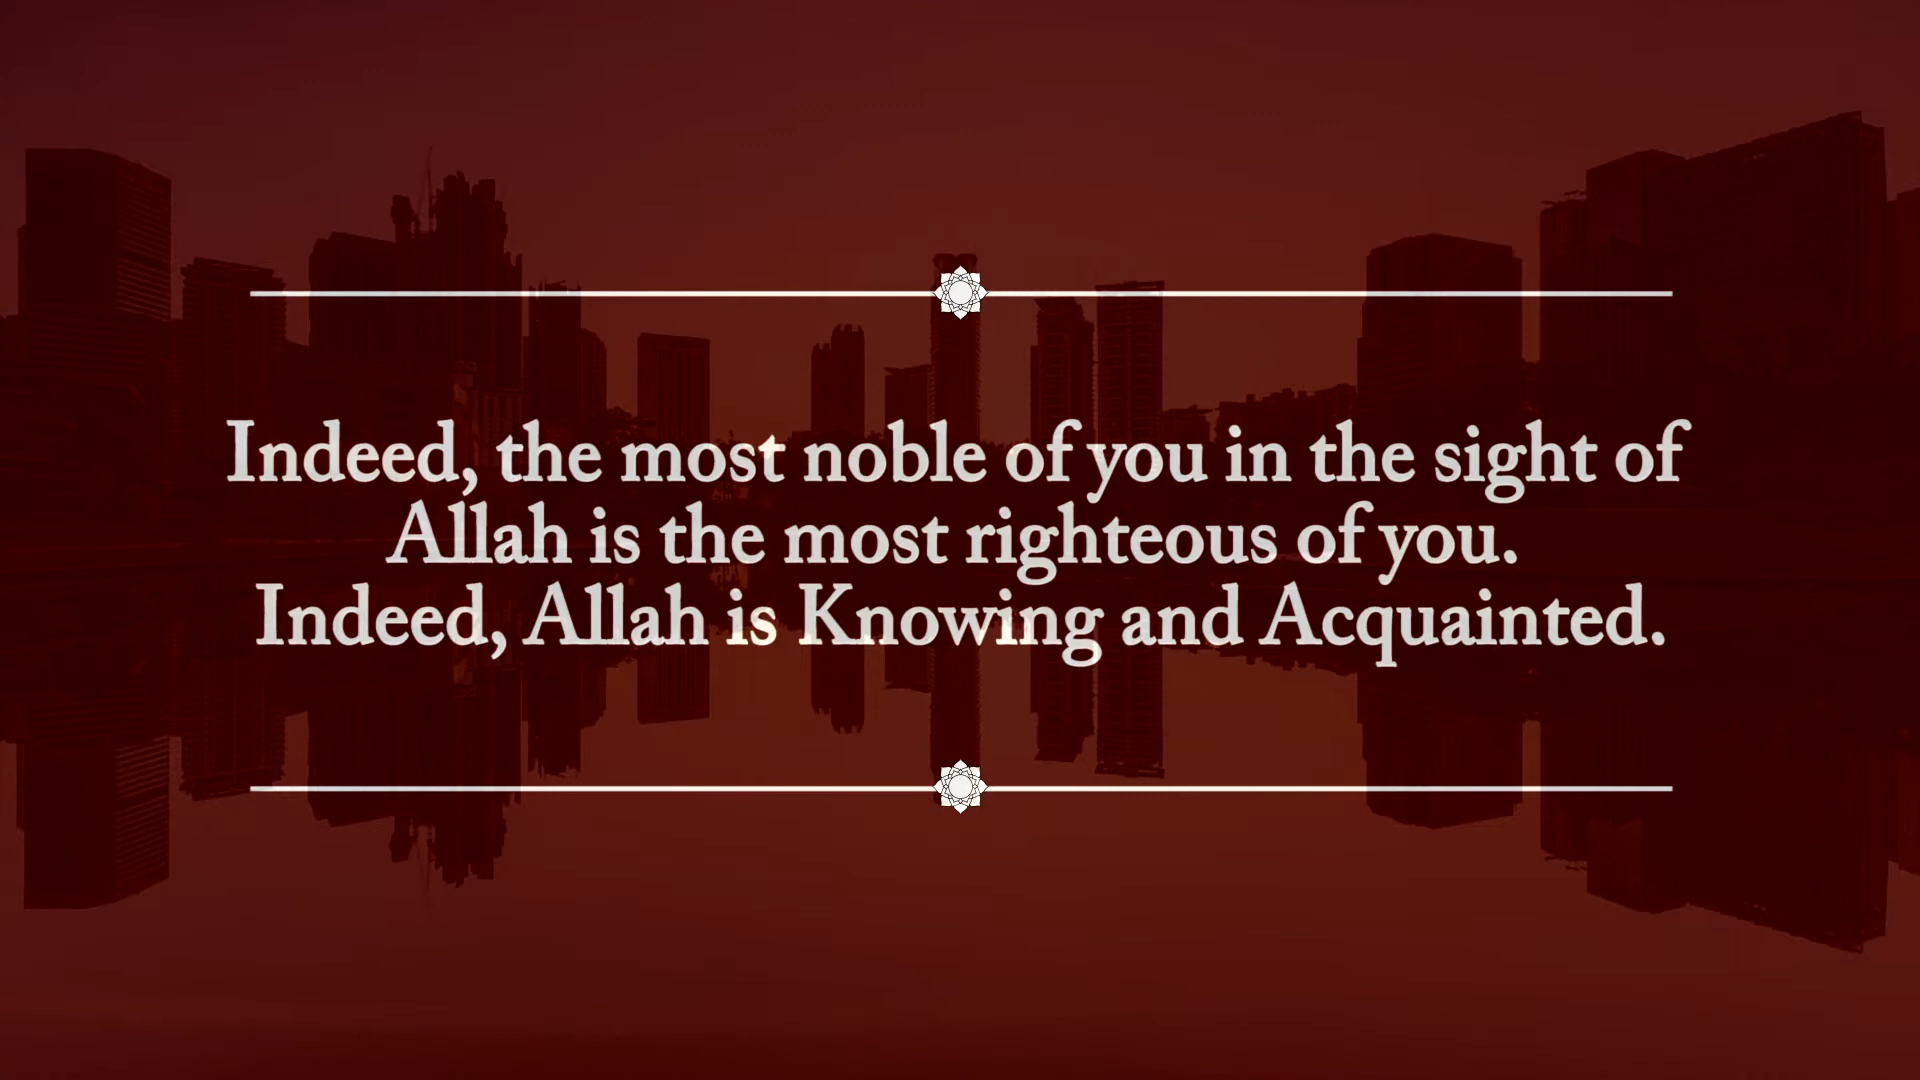 Indeed, the most noble of you in the sight of
Allah is the most righteous of you.
Indeed, Allah is Knowing and Acquainted.